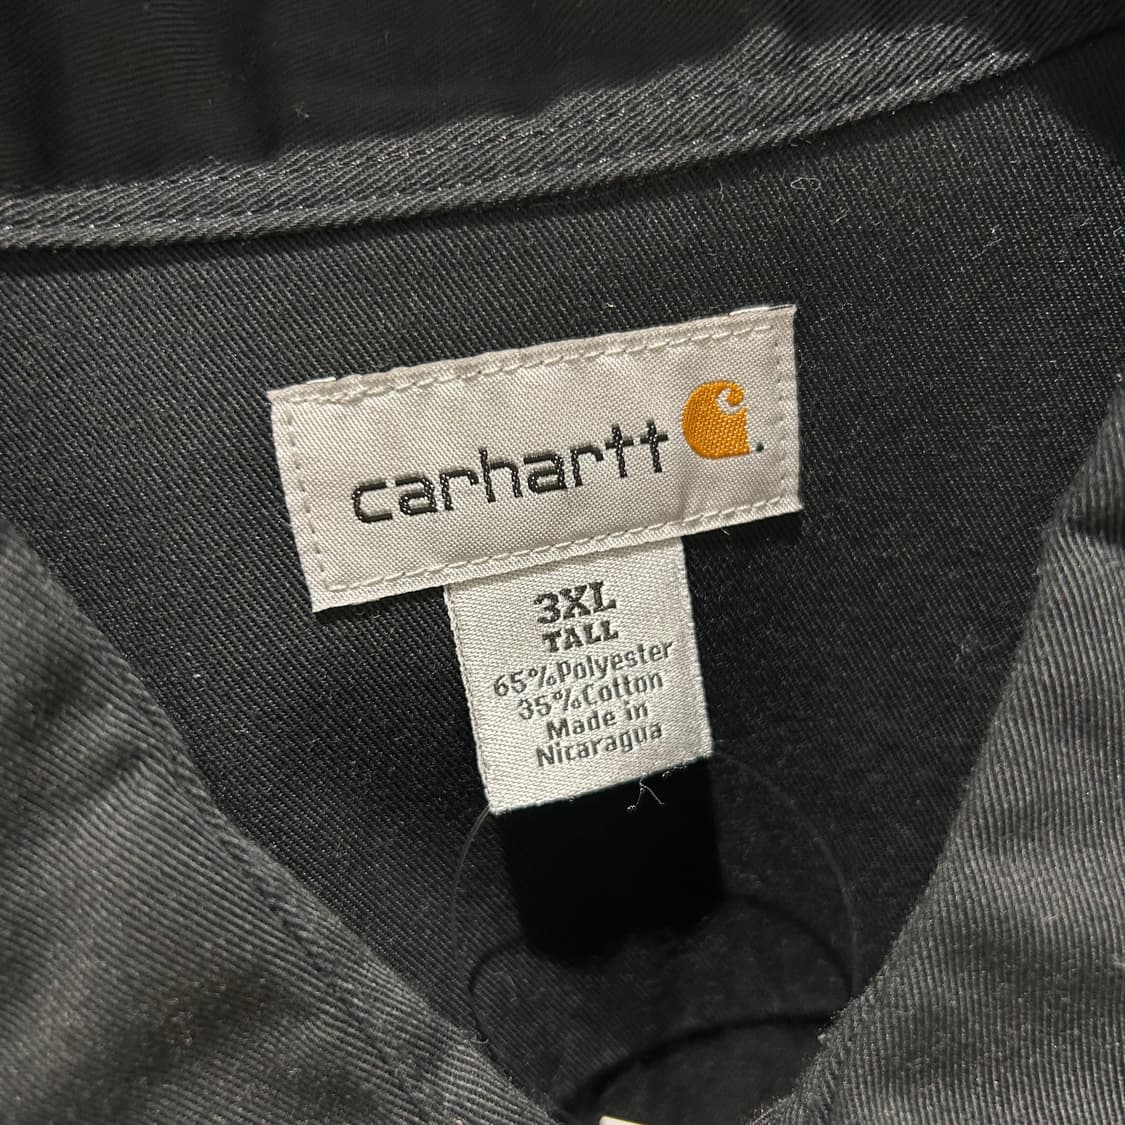 carhartt
3XL
TALL
65%Polyester
35%Cotton
Made in
Nicaragua